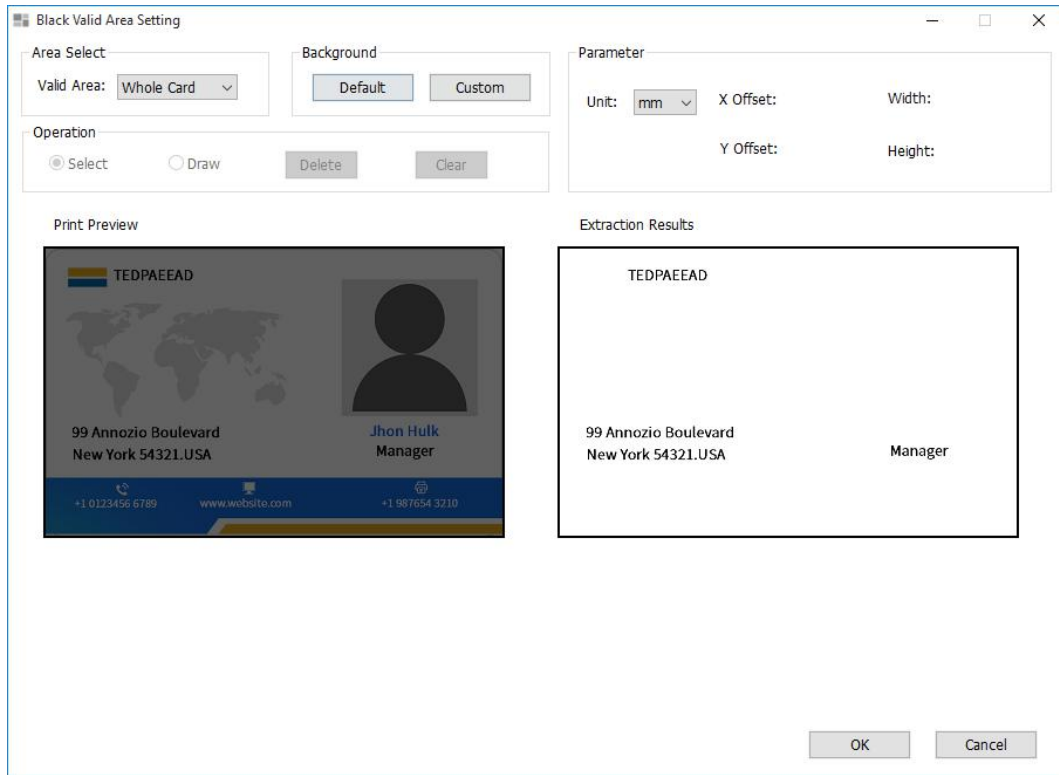 Black Valid Area Setting
Area Select
Valid Area: Whole Card
Background
Default Custom
Parameter
Unit: mm X Offset: Width:
Y Offset: Height:
Operation
Select Draw Delete Clear
Print Preview
TEDPAEEAD
99 Annozio Boulevard
New York 54321.USA
Jhon Hulk
Manager
+1 0123456 6789 www.website.com +1 987654 3210
Extraction Results
TEDPAEEAD
99 Annozio Boulevard
New York 54321.USA
Manager
OK Cancel